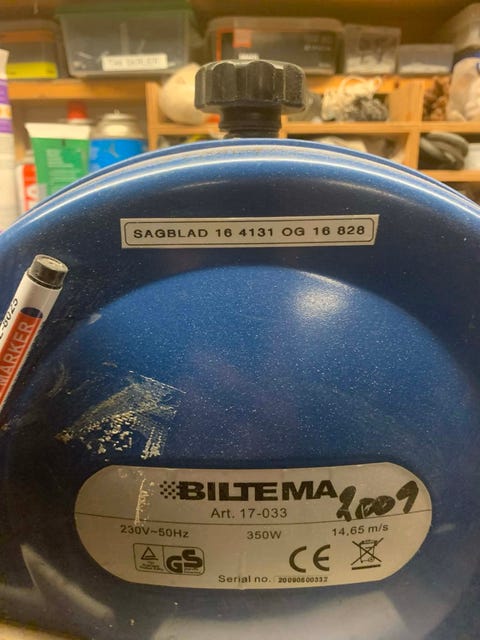 SAGBLAD 16 4131 OG 16 828
MARKER
BILTEMA 2009
Art. 17-033
230V~50Hz 350W 14,65 m/s
GS
CE
Serial no. 20090600332